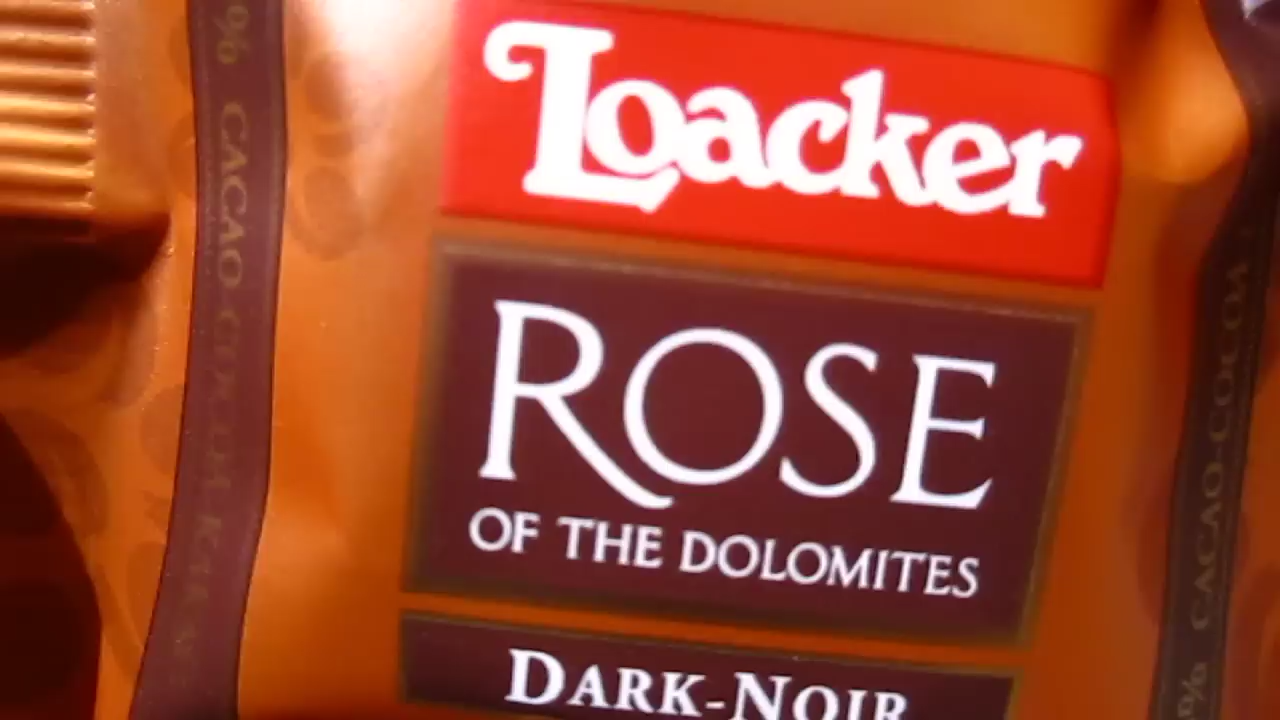 Loacker
ROSE
OF THE DOLOMITES
DARK-NOIR
% CACAO-COCOA
% CACAO-COCOA